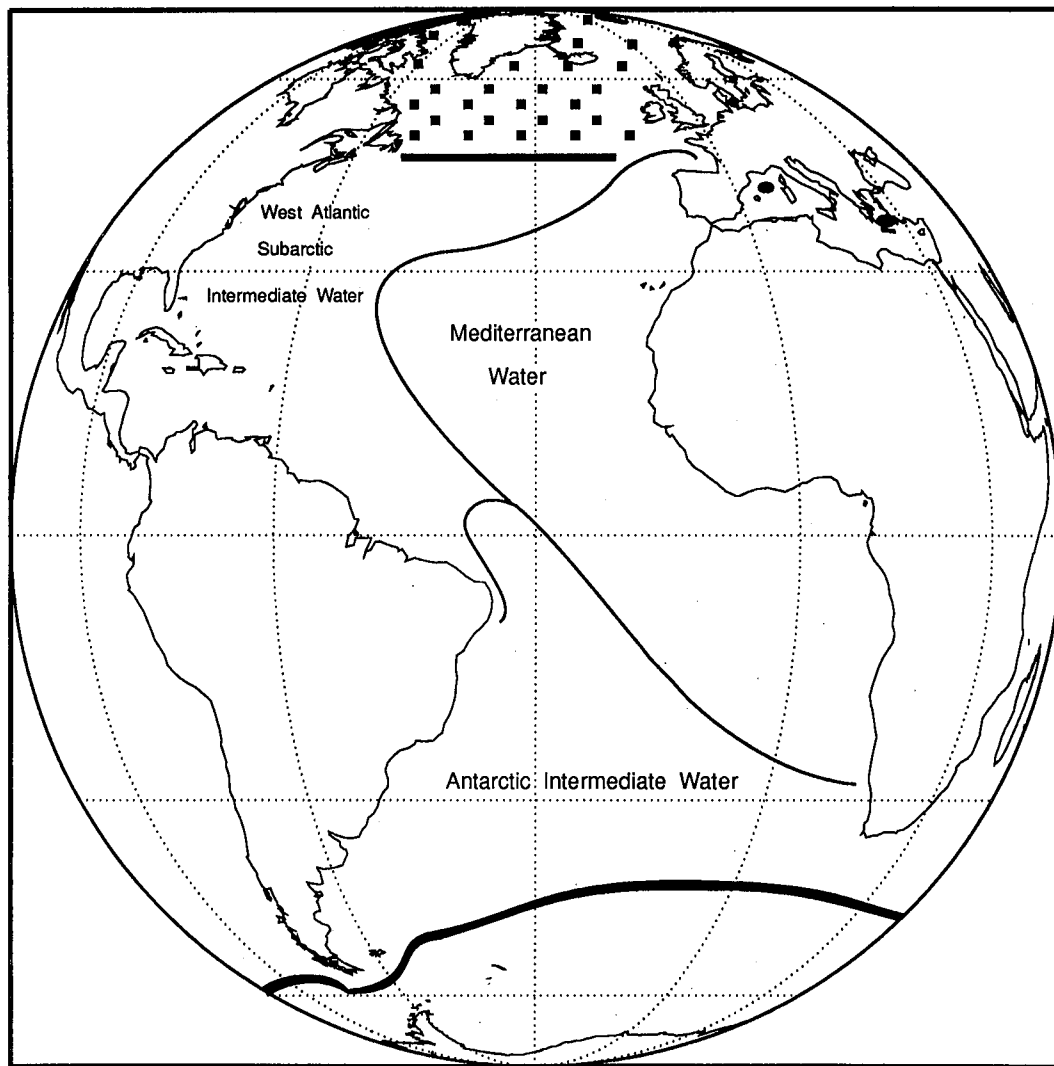 West Atlantic
Subarctic
Intermediate Water
Mediterranean
Water
Antarctic Intermediate Water